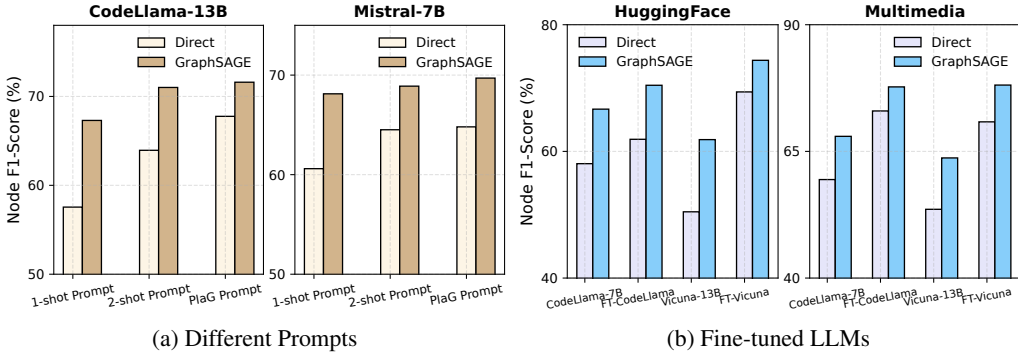 CodeLlama-13B
Node F1-Score (%)
70
60
50
Direct
GraphSAGE
1-shot Prompt
2-shot Prompt
PlaG Prompt
Mistral-7B
70
60
50
Direct
GraphSAGE
1-shot Prompt
2-shot Prompt
PlaG Prompt
(a) Different Prompts
HuggingFace
Node F1-Score (%)
80
60
40
Direct
GraphSAGE
CodeLlama-7B
FT-CodeLlama
Vicuna-13B
FT-Vicuna
Multimedia
90
65
40
Direct
GraphSAGE
CodeLlama-7B
FT-CodeLlama
Vicuna-13B
FT-Vicuna
(b) Fine-tuned LLMs